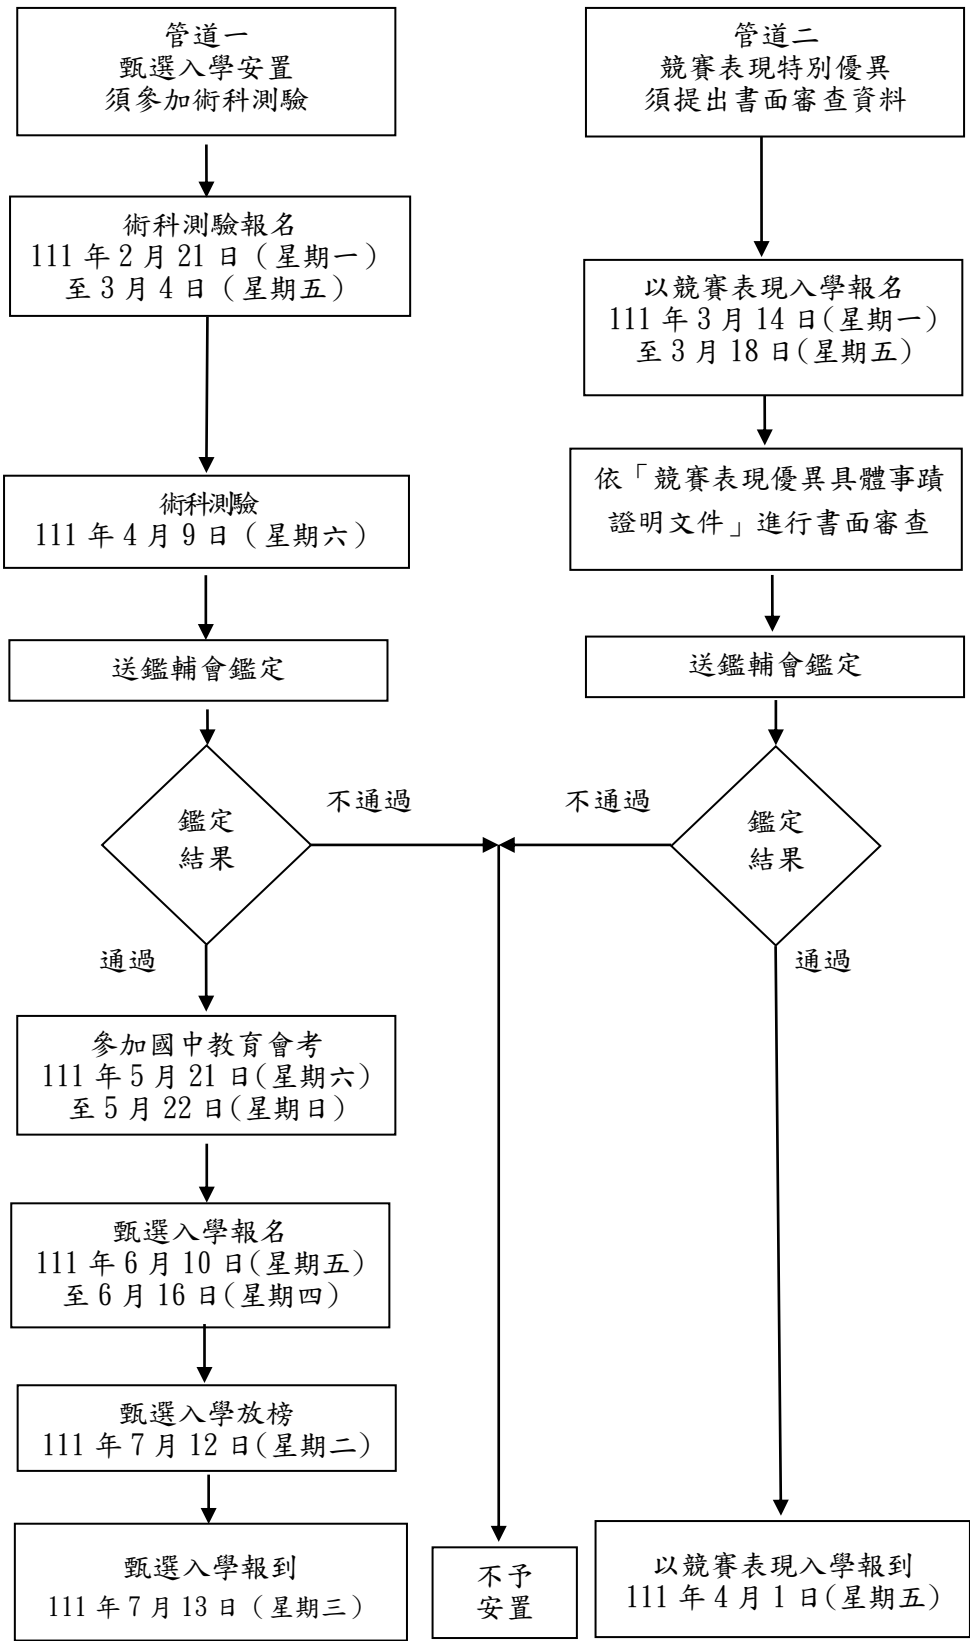 管道一
甄選入學安置
須參加術科測驗
術科測驗報名
111 年 2 月 21 日（星期一）
至 3 月 4 日（星期五）
術科測驗
111 年 4 月 9 日（星期六）
送鑑輔會鑑定
鑑定
結果
不通過
通過
參加國中教育會考
111 年 5 月 21 日(星期六)
至 5 月 22 日(星期日)
甄選入學報名
111 年 6 月 10 日(星期五)
至 6 月 16 日(星期四)
甄選入學放榜
111 年 7 月 12 日(星期二)
甄選入學報到
111 年 7 月 13 日（星期三）
管道二
競賽表現特別優異
須提出書面審查資料
以競賽表現入學報名
111 年 3 月 14 日(星期一)
至 3 月 18 日(星期五)
依「競賽表現優異具體事蹟
證明文件」進行書面審查
送鑑輔會鑑定
鑑定
結果
不通過
通過
不予
安置
以競賽表現入學報到
111 年 4 月 1 日(星期五)